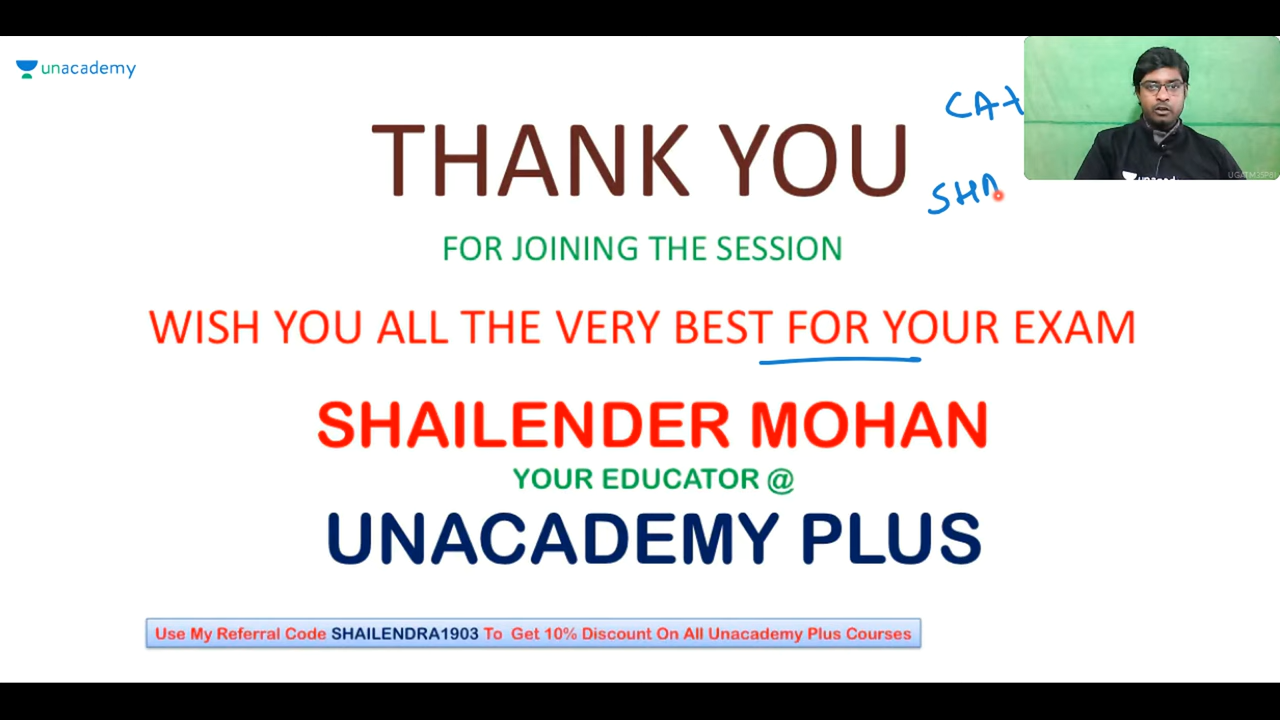 unacademy
CAT
THANK YOU
SHA
FOR JOINING THE SESSION
WISH YOU ALL THE VERY BEST FOR YOUR EXAM
SHAILENDER MOHAN
YOUR EDUCATOR @
UNACADEMY PLUS
Use My Referral Code SHAILENDRA1903 To Get 10% Discount On All Unacademy Plus Courses